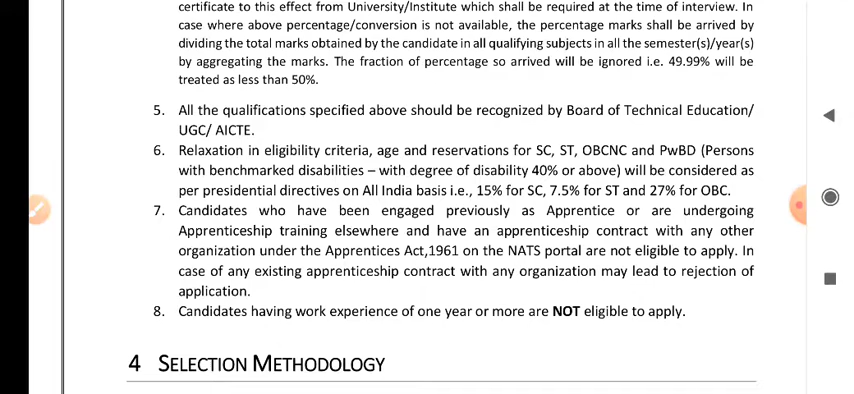 certificate to this effect from University/Institute which shall be required at the time of interview. In
case where above percentage/conversion is not available, the percentage marks shall be arrived by
dividing the total marks obtained by the candidate in all qualifying subjects in all the semester(s)/year(s)
by aggregating the marks. The fraction of percentage so arrived will be ignored i.e. 49.99% will be
treated as less than 50%.
5. All the qualifications specified above should be recognized by Board of Technical Education/
UGC/ AICTE.
6. Relaxation in eligibility criteria, age and reservations for SC, ST, OBCNC and PwBD (Persons
with benchmarked disabilities – with degree of disability 40% or above) will be considered as
per presidential directives on All India basis i.e., 15% for SC, 7.5% for ST and 27% for OBC.
7. Candidates who have been engaged previously as Apprentice or are undergoing
Apprenticeship training elsewhere and have an apprenticeship contract with any other
organization under the Apprentices Act,1961 on the NATS portal are not eligible to apply. In
case of any existing apprenticeship contract with any organization may lead to rejection of
application.
8. Candidates having work experience of one year or more are NOT eligible to apply.
4 SELECTION METHODOLOGY